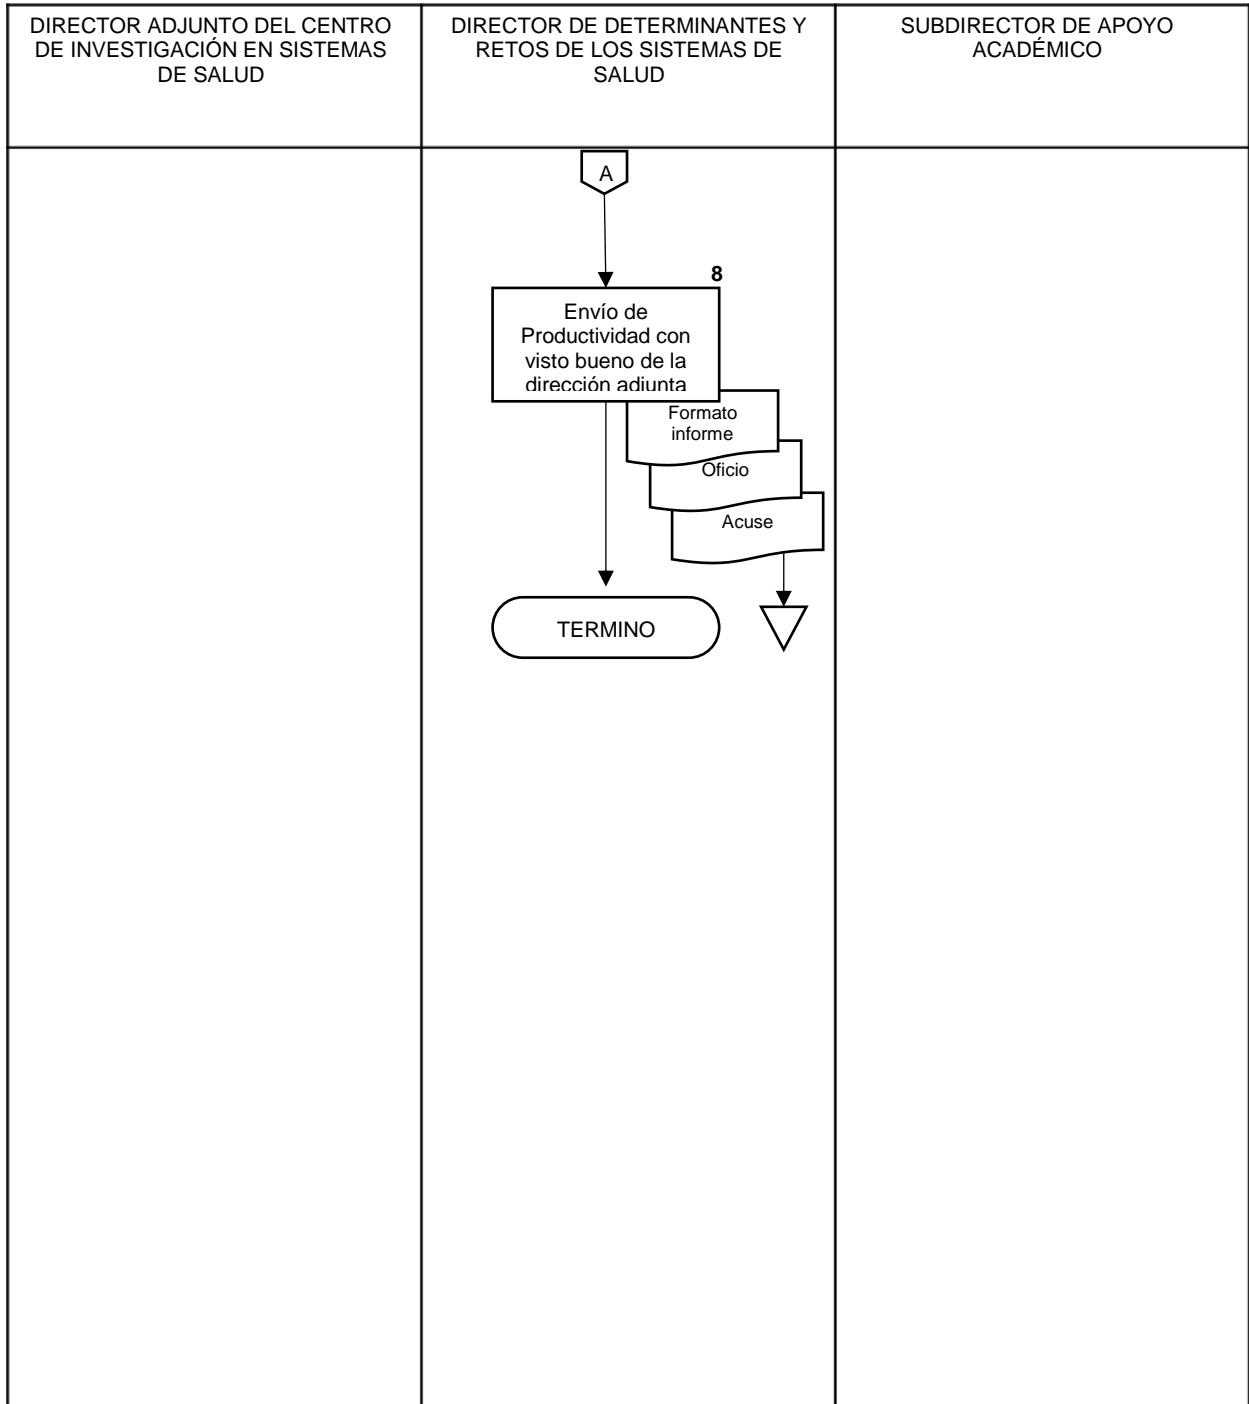 DIRECTOR ADJUNTO DEL CENTRO
DE INVESTIGACIÓN EN SISTEMAS
DE SALUD
DIRECTOR DE DETERMINANTES Y
RETOS DE LOS SISTEMAS DE
SALUD
SUBDIRECTOR DE APOYO
ACADÉMICO
A
8
Envío de
Productividad con
visto bueno de la
dirección adjunta
Formato
informe
Oficio
Acuse
TERMINO